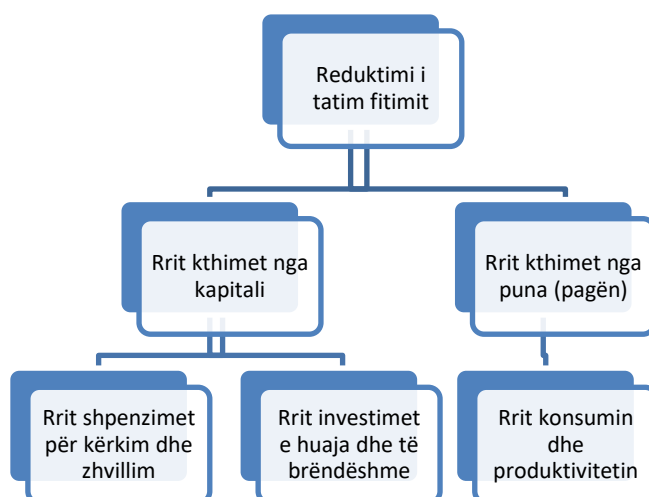 Reduktimi i
tatim fitimit
Rrit kthimet nga
kapitali
Rrit kthimet nga
puna (pagën)
Rrit shpenzimet
për kërkim dhe
zhvillim
Rrit investimet
e huaja dhe të
brëndëshme
Rrit konsumin
dhe
produktivitetin